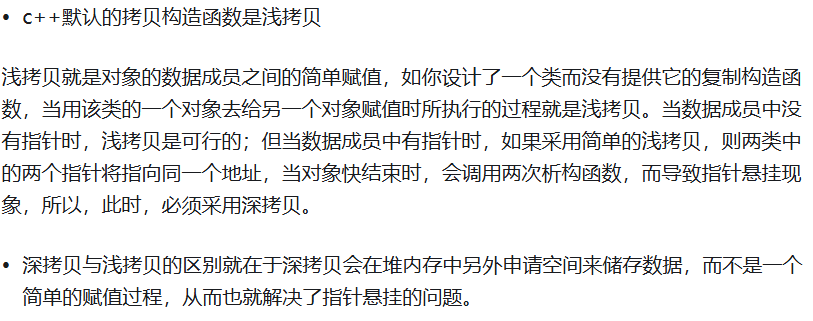 • c++默认的拷贝构造函数是浅拷贝
浅拷贝就是对象的数据成员之间的简单赋值，如你设计了一个类而没有提供它的复制构造函
数，当用该类的一个对象去给另一个对象赋值时所执行的过程就是浅拷贝。当数据成员中没
有指针时，浅拷贝是可行的；但当数据成员中有指针时，如果采用简单的浅拷贝，则两类中
的两个指针将指向同一个地址，当对象快结束时，会调用两次析构函数，而导致指针悬挂现
象，所以，此时，必须采用深拷贝。
• 深拷贝与浅拷贝的区别就在于深拷贝会在堆内存中另外申请空间来储存数据，而不是一个
简单的赋值过程，从而也就解决了指针悬挂的问题。